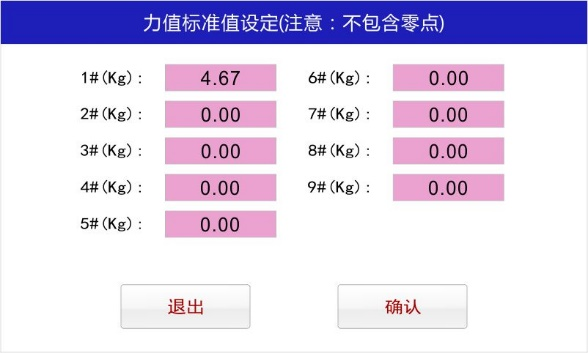 力值标准值设定(注意：不包含零点)
1#(Kg)： 4.67 6#(Kg)： 0.00
2#(Kg)： 0.00 7#(Kg)： 0.00
3#(Kg)： 0.00 8#(Kg)： 0.00
4#(Kg)： 0.00 9#(Kg)： 0.00
5#(Kg)： 0.00
退出 确认